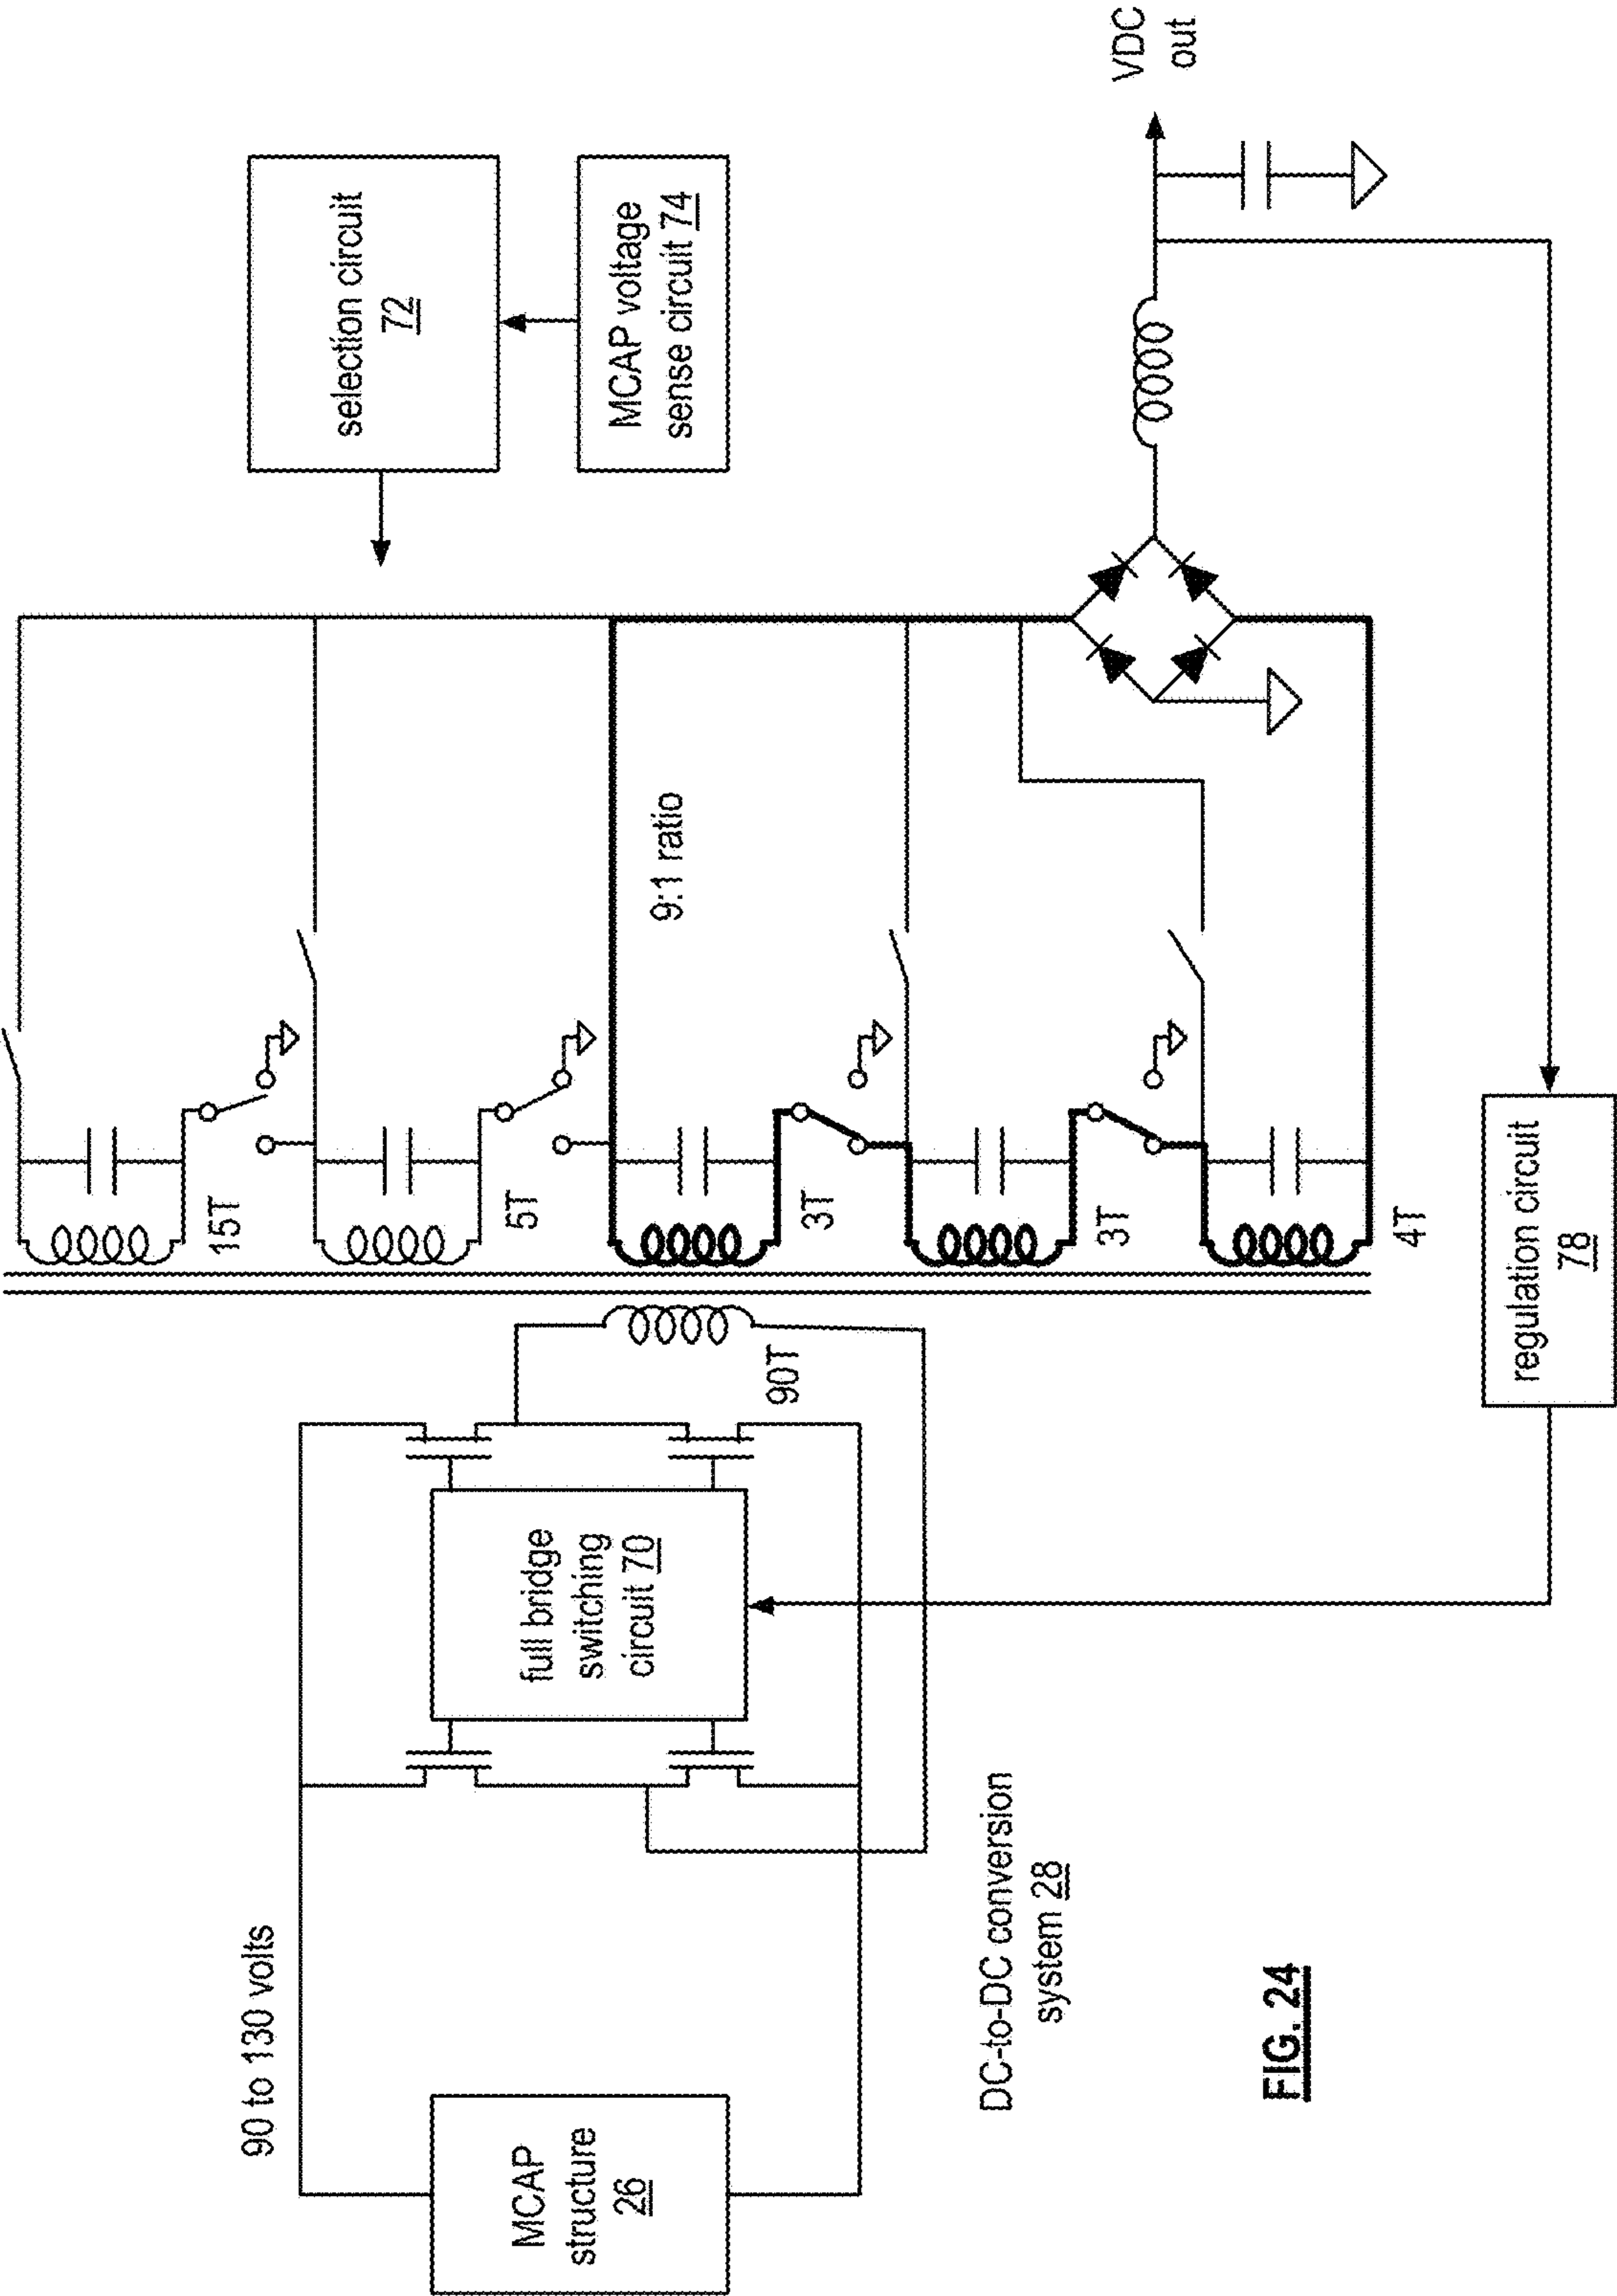 90 to 130 volts
MCAP
structure
26
full bridge
switching
circuit 70
DC-to-DC conversion
system 28
90T
15T
5T
3T
3T
4T
9:1 ratio
selection circuit
72
MCAP voltage
sense circuit 74
VDC
out
regulation circuit
78
FIG. 24